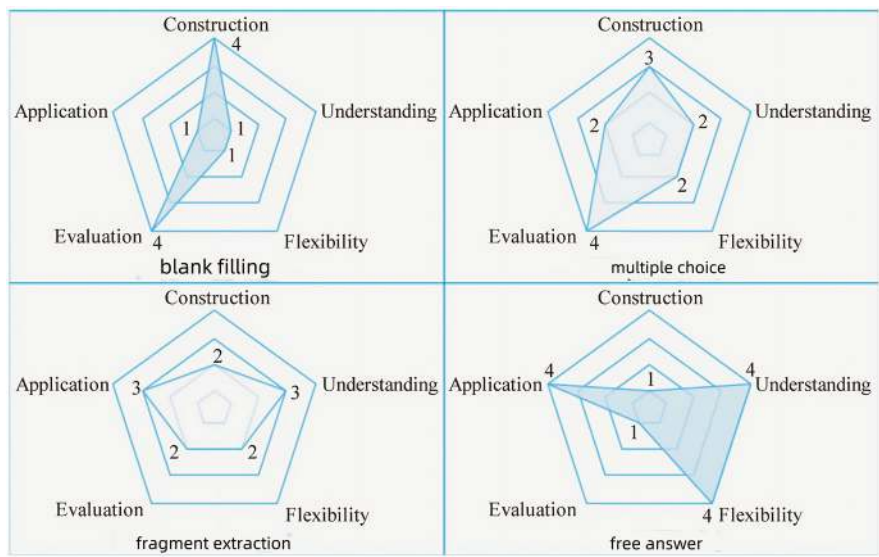 Construction
4
Application
Understanding
1
1
1
Evaluation
4
Flexibility
blank filling
Construction
3
Application
Understanding
2
2
2
Evaluation
4
Flexibility
multiple choice
Construction
2
Application
Understanding
3
3
2
2
Evaluation
Flexibility
fragment extraction
Construction
4
4
Application
1
Understanding
1
Evaluation
4 Flexibility
free answer